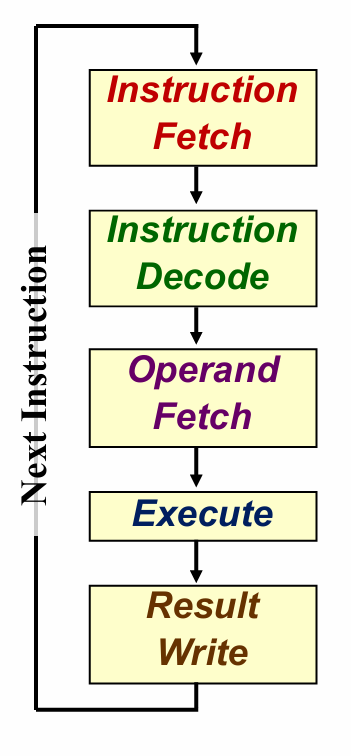 Instruction
Fetch
Instruction
Decode
Operand
Fetch
Execute
Result
Write
Next Instruction